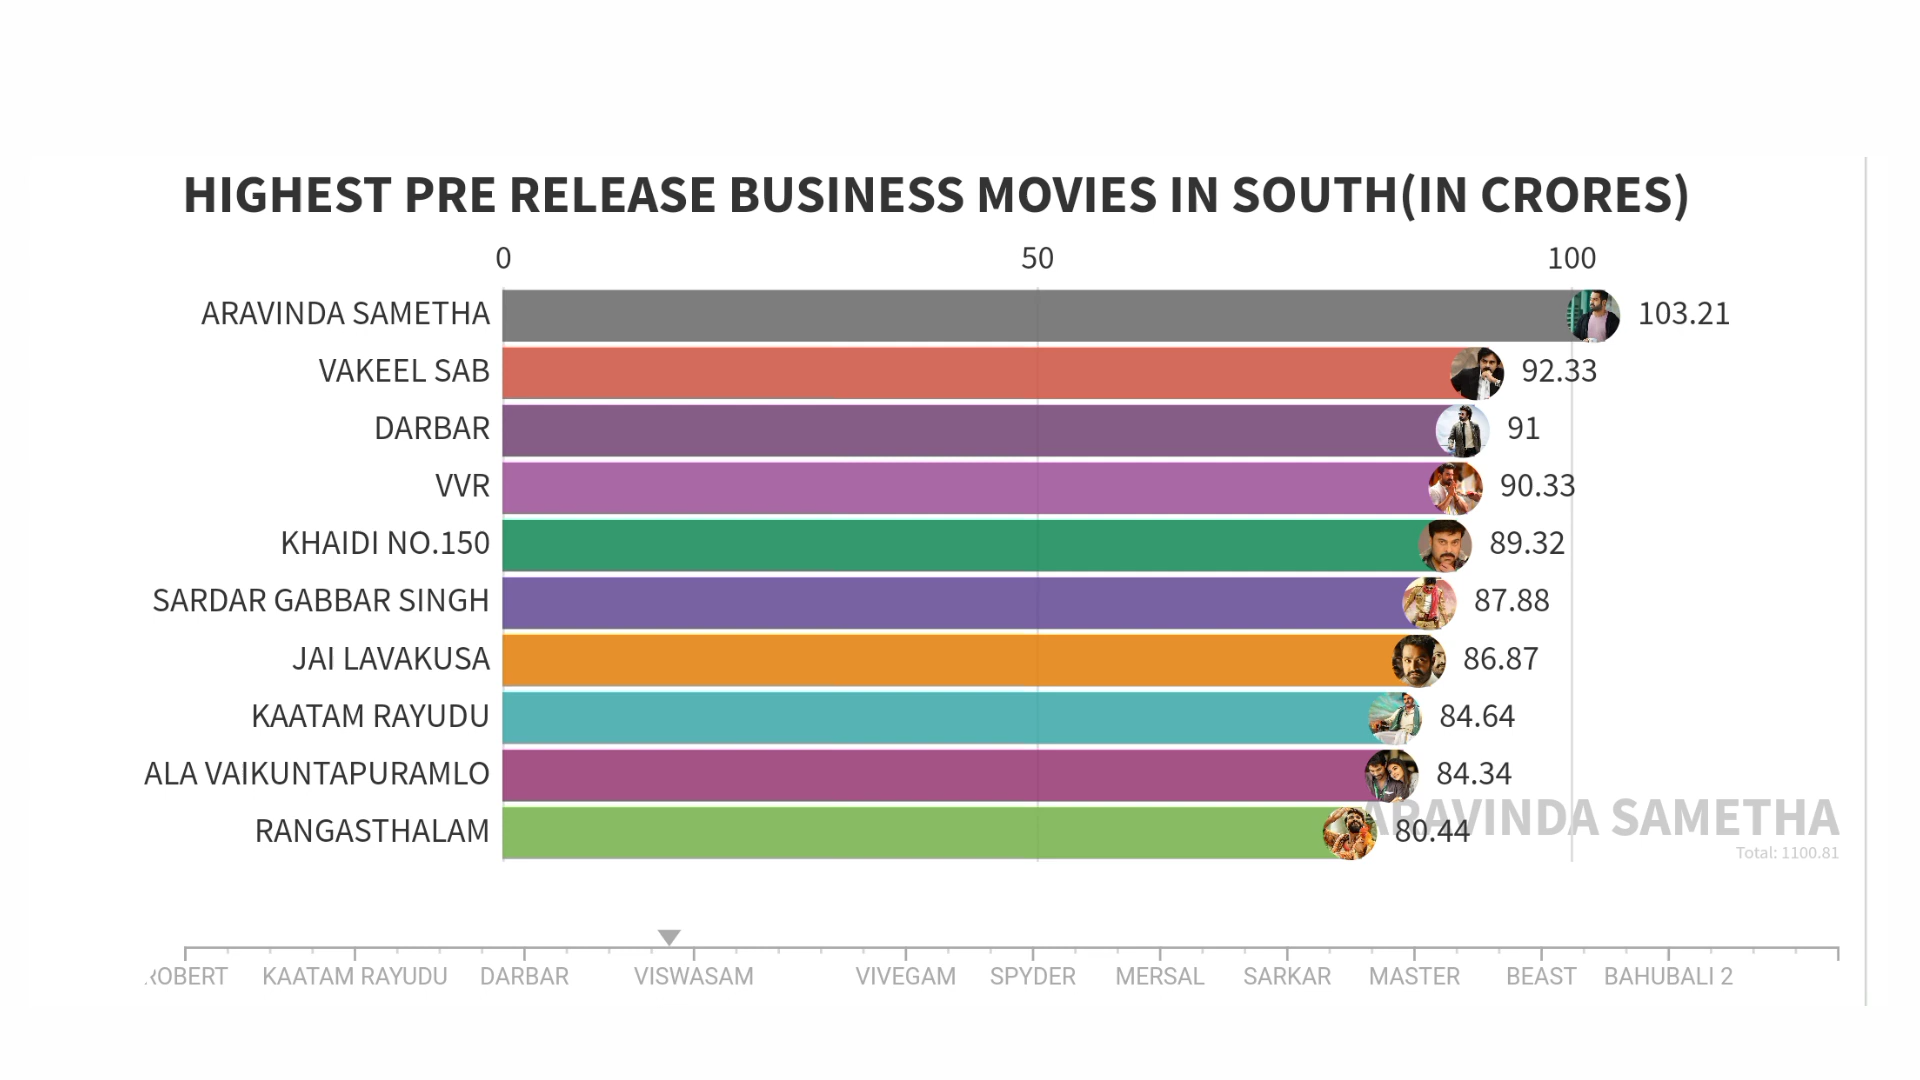 HIGHEST PRE RELEASE BUSINESS MOVIES IN SOUTH(IN CRORES)
0 50 100
ARAVINDA SAMETHA 103.21
VAKEEL SAB 92.33
DARBAR 91
VVR 90.33
KHAIDI NO.150 89.32
SARDAR GABBAR SINGH 87.88
JAI LAVAKUSA 86.87
KAATAM RAYUDU 84.64
ALA VAIKUNTAPURAMLO 84.34
RANGASTHALAM 80.44
ARAVINDA SAMETHA
Total: 1100.81
ROBERT KAATAM RAYUDU DARBAR VISWASAM VIVEGAM SPYDER MERSAL SARKAR MASTER BEAST BAHUBALI 2